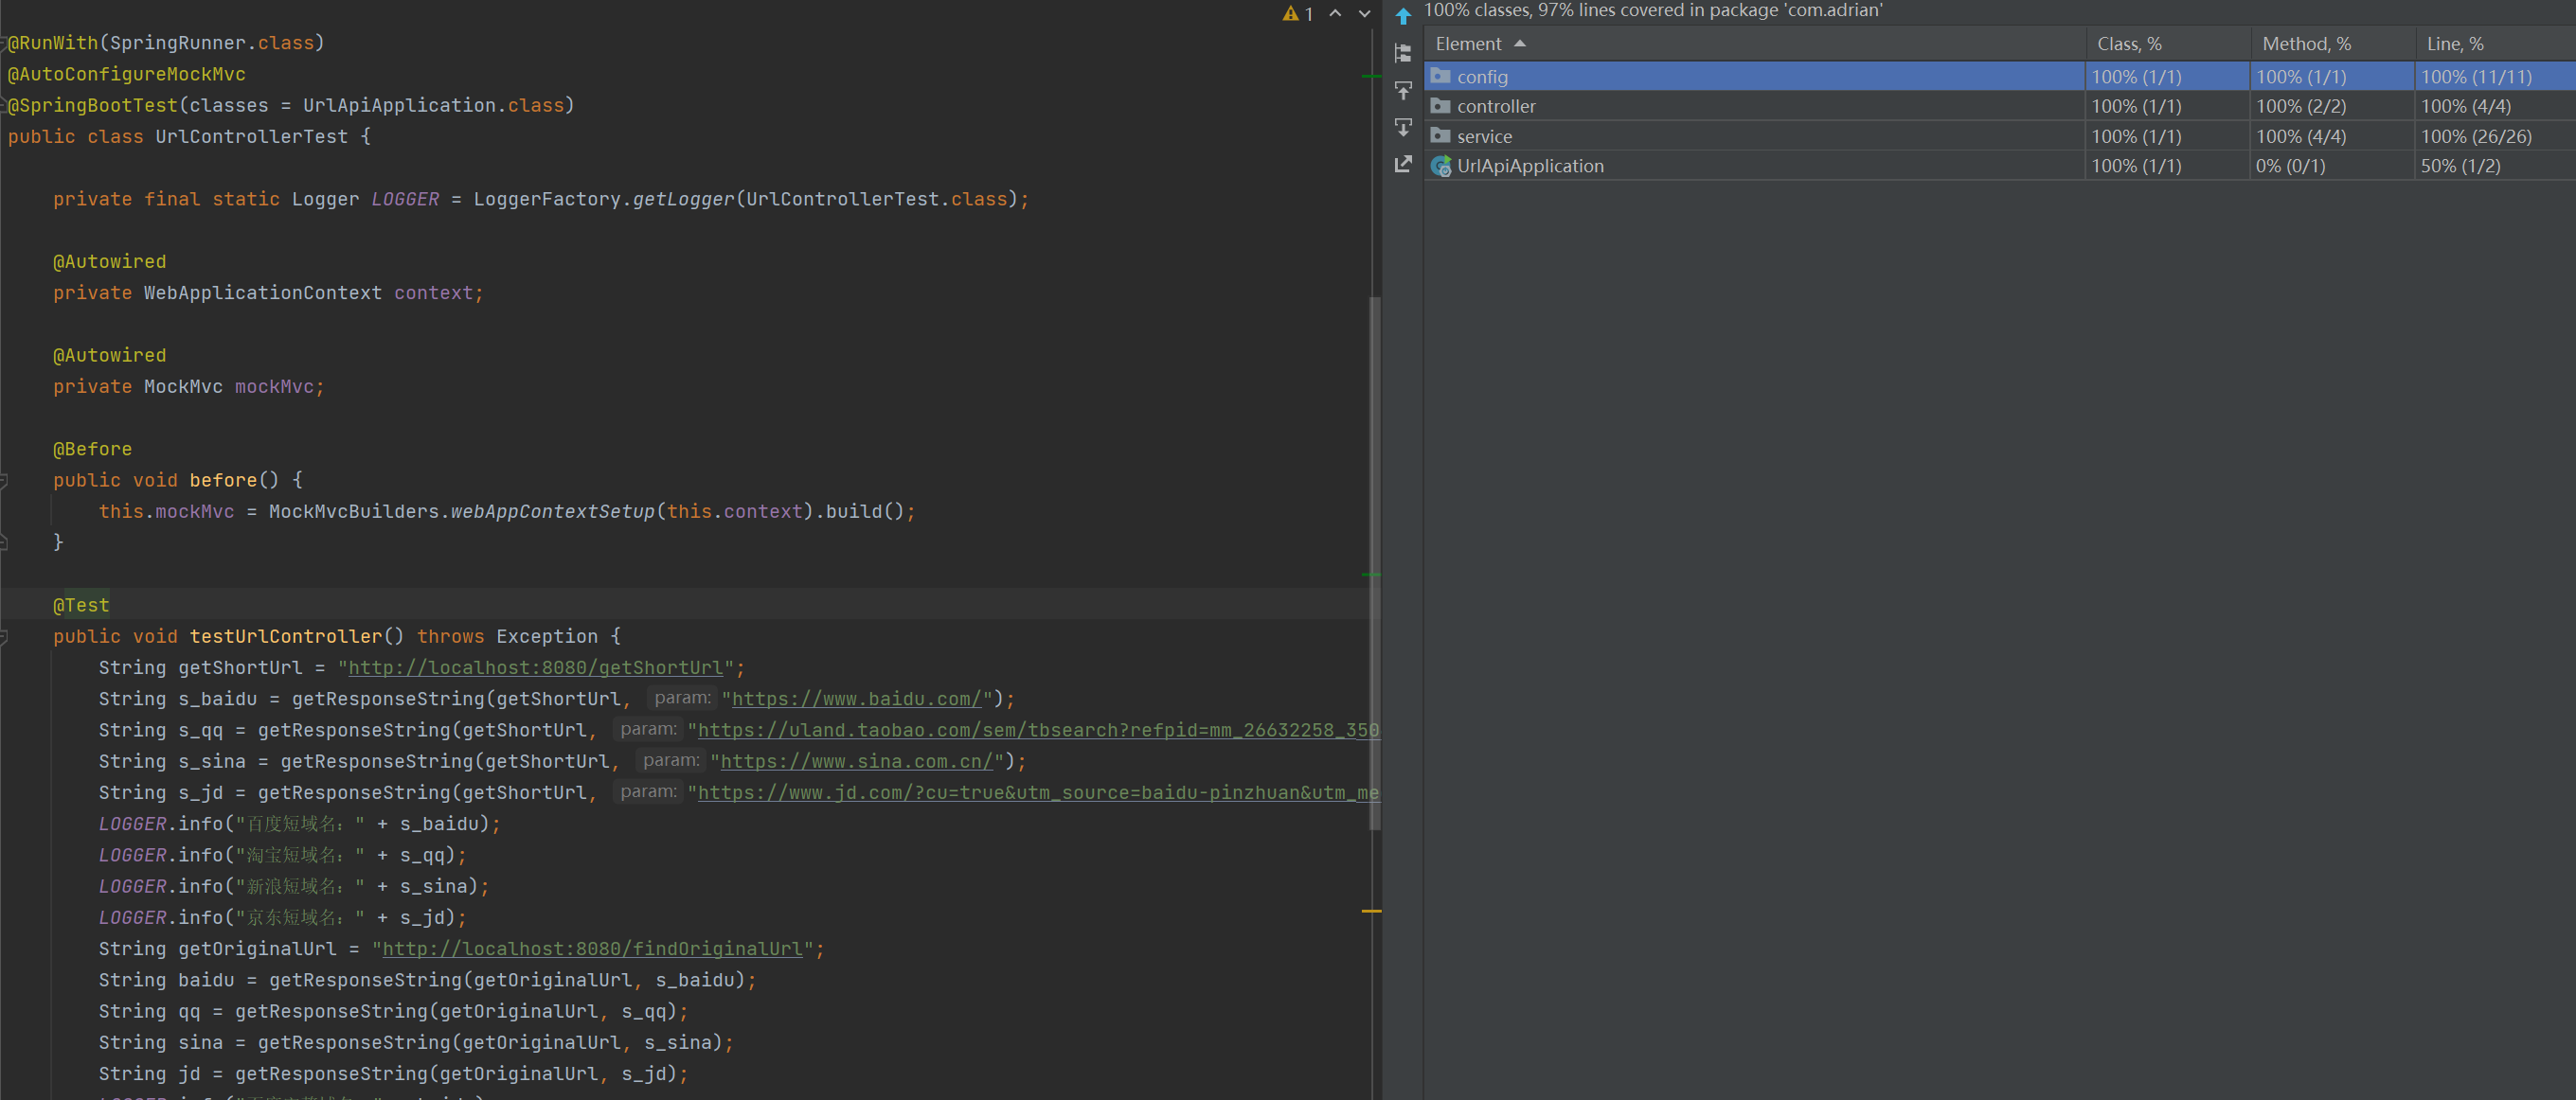 @RunWith(SpringRunner.class)
@AutoConfigureMockMvc
@SpringBootTest(classes = UrlApiApplication.class)
public class UrlControllerTest {
private final static Logger LOGGER = LoggerFactory.getLogger(UrlControllerTest.class);
@Autowired
private WebApplicationContext context;
@Autowired
private MockMvc mockMvc;
@Before
public void before() {
this.mockMvc = MockMvcBuilders.webAppContextSetup(this.context).build();
}
@Test
public void testUrlController() throws Exception {
String getShortUrl = "http://localhost:8080/getShortUrl";
String s_baidu = getResponseString(getShortUrl, param: "https://www.baidu.com/");
String s_qq = getResponseString(getShortUrl, param: "https://uland.taobao.com/sem/tbsearch?refpid=mm_26632258_350
String s_sina = getResponseString(getShortUrl, param: "https://www.sina.com.cn/");
String s_jd = getResponseString(getShortUrl, param: "https://www.jd.com/?cu=true&utm_source=baidu-pinzhuan&utm_me
LOGGER.info("百度短域名：" + s_baidu);
LOGGER.info("淘宝短域名：" + s_qq);
LOGGER.info("新浪短域名：" + s_sina);
LOGGER.info("京东短域名：" + s_jd);
String getOriginalUrl = "http://localhost:8080/findOriginalUrl";
String baidu = getResponseString(getOriginalUrl, s_baidu);
String qq = getResponseString(getOriginalUrl, s_qq);
String sina = getResponseString(getOriginalUrl, s_sina);
String jd = getResponseString(getOriginalUrl, s_jd);
1
100% classes, 97% lines covered in package 'com.adrian'
Element Class, % Method, % Line, %
config 100% (1/1) 100% (1/1) 100% (11/11)
controller 100% (1/1) 100% (2/2) 100% (4/4)
service 100% (1/1) 100% (4/4) 100% (26/26)
UrlApiApplication 100% (1/1) 0% (0/1) 50% (1/2)